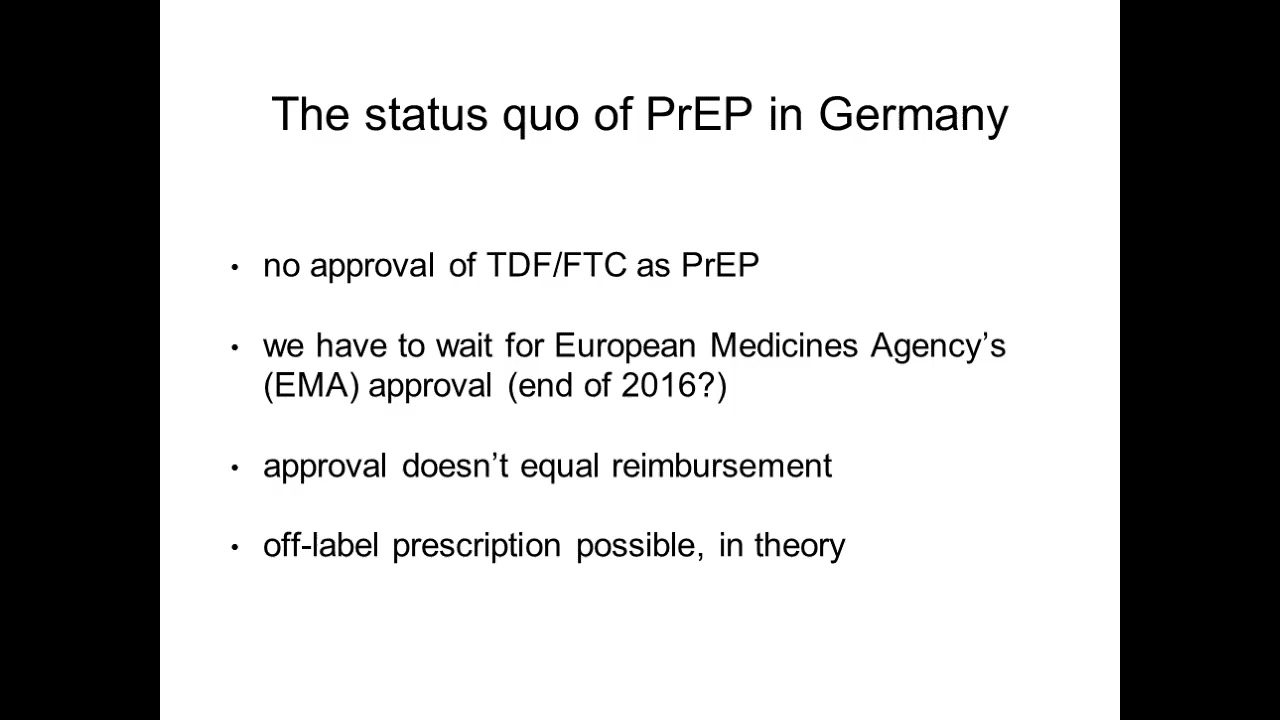 The status quo of PrEP in Germany
• no approval of TDF/FTC as PrEP
• we have to wait for European Medicines Agency’s
(EMA) approval (end of 2016?)
• approval doesn’t equal reimbursement
• off-label prescription possible, in theory